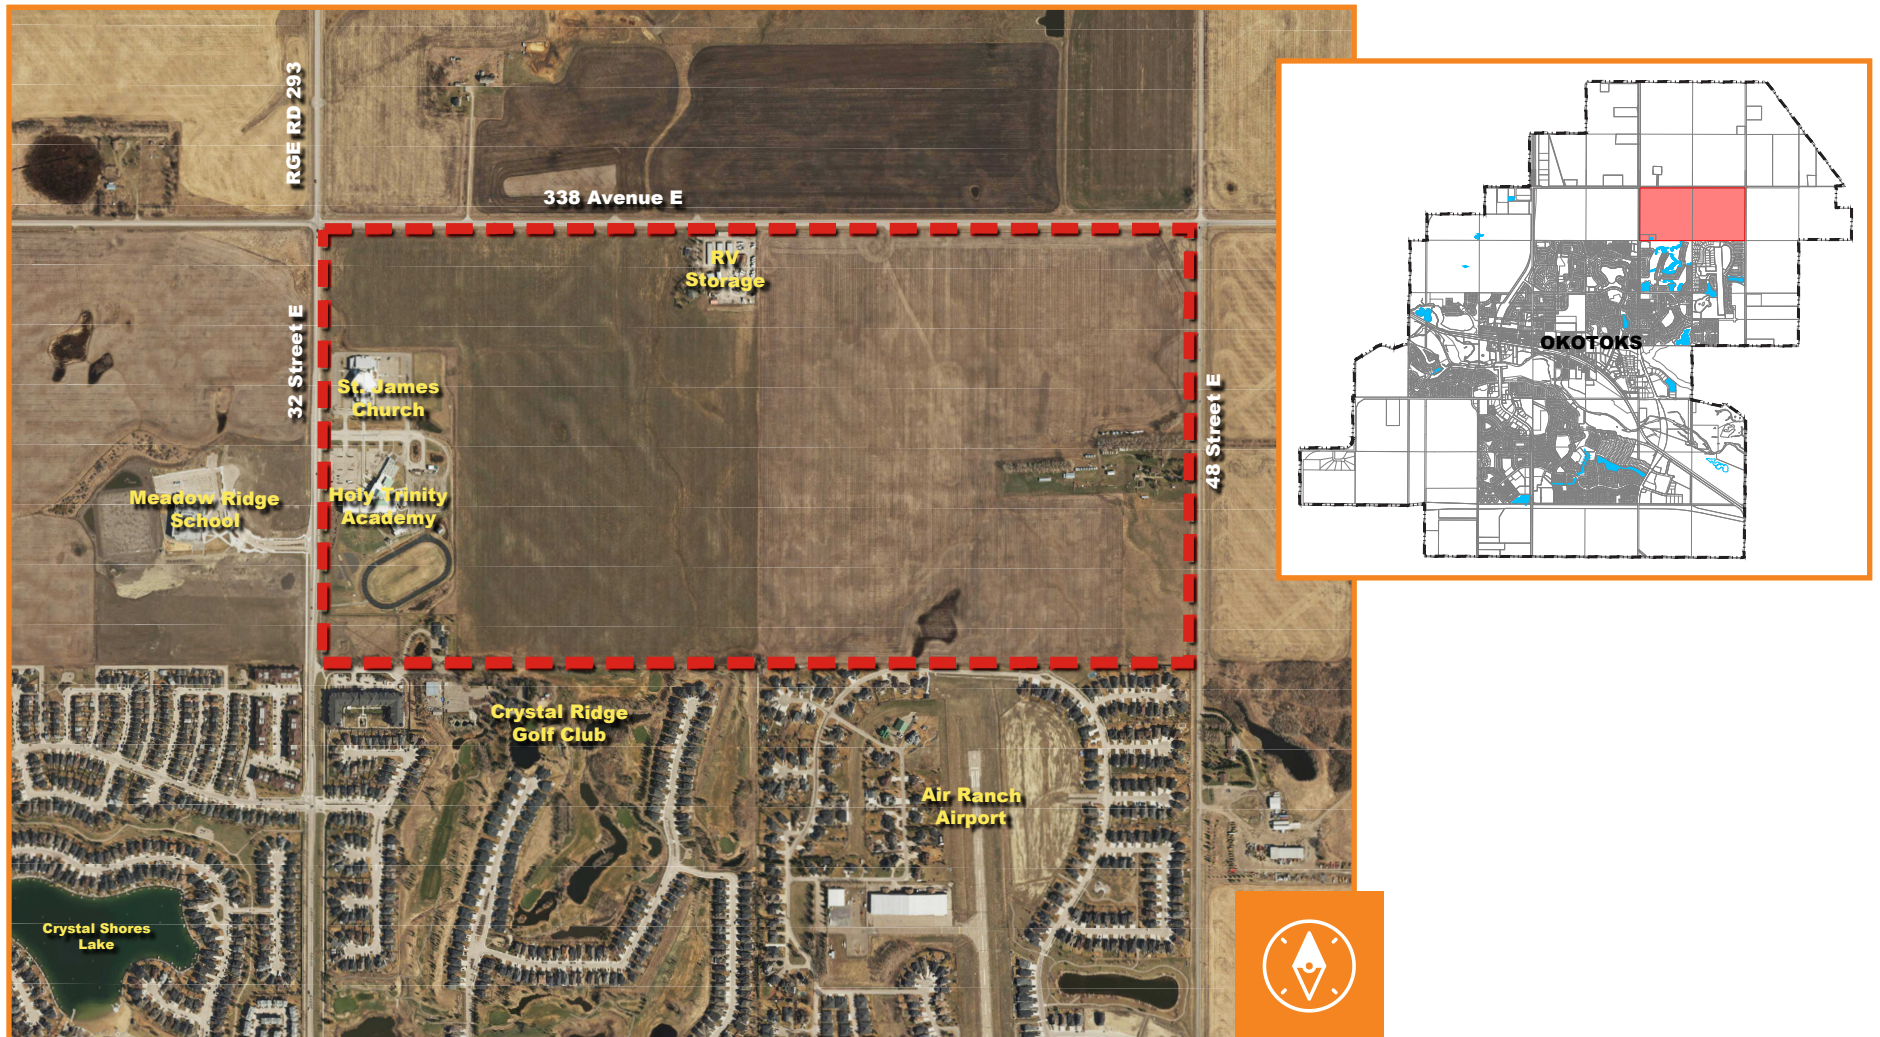 RGE RD 293
338 Avenue E
RV
Storage
32 Street E
St. James
Church
48 Street E
Meadow Ridge
School
Holy Trinity
Academy
Crystal Ridge
Golf Club
Air Ranch
Airport
Crystal Shores
Lake
OKOTOKS